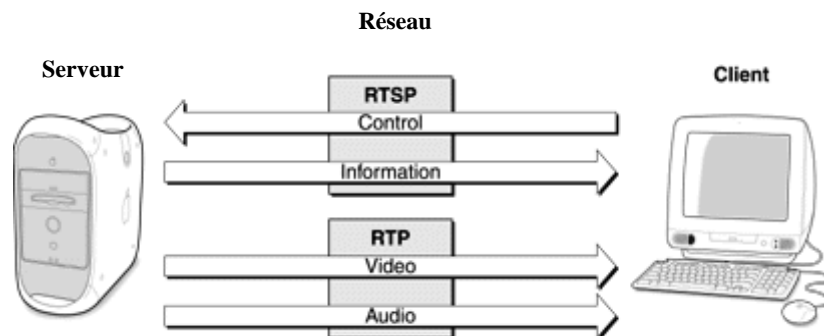 Réseau
Serveur
Client
RTSP
Control
Information
RTP
Video
Audio